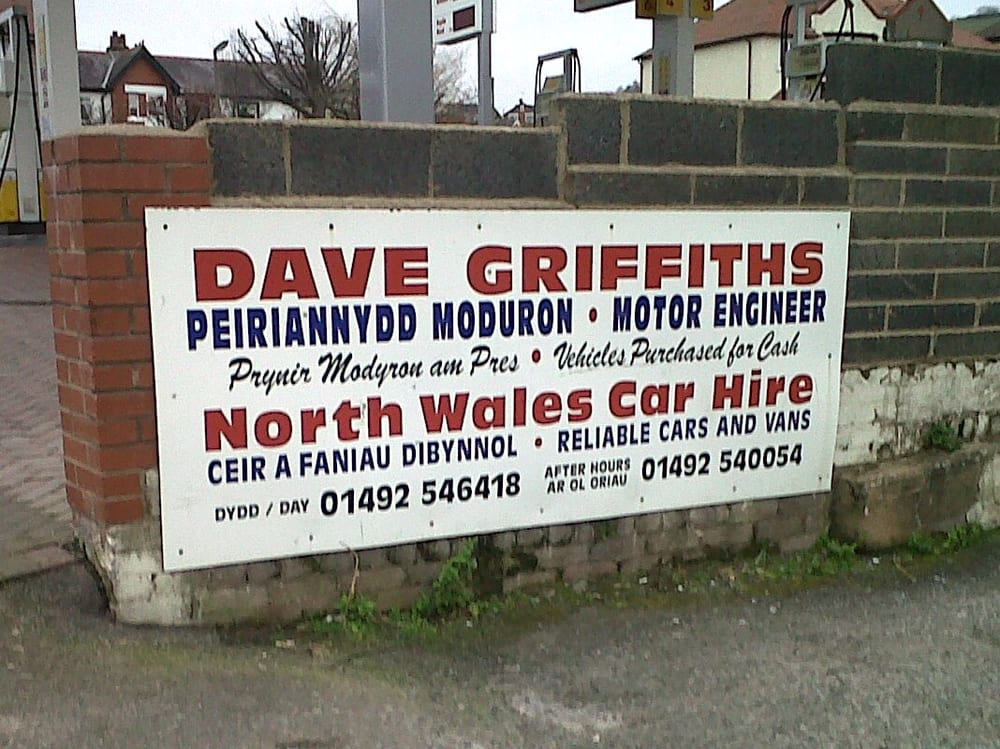 DAVE GRIFFITHS
PEIRIANNYDD MODURON • MOTOR ENGINEER
Prynir Modyron am Pres • Vehicles Purchased for Cash
North Wales Car Hire
CEIR A FANIAU DIBYNNOL • RELIABLE CARS AND VANS
DYDD / DAY 01492 546418 AFTER HOURS AR OL ORIAU 01492 540054